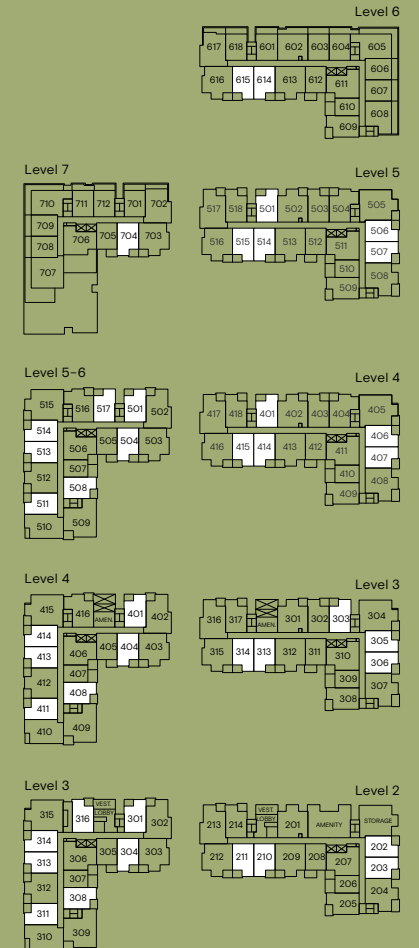 Level 6
617 618 601 602 603 604 605
606
616 615 614 613 612 611 607
610 608
609
Level 7
710 711 712 701 702
709
708 706 705 704 703
707
Level 5
517 518 501 502 503 504 505
506
516 515 514 513 512 511 507
510 508
509
Level 5–6
515 516 517 501 502
514
513 506 505 504 503
507
512 508
511
510 509
Level 4
417 418 401 402 403 404 405
406
416 415 414 413 412 411 407
410 408
409
Level 4
415 416 AMEN. 401 402
414
413 406 405 404 403
412 407
408
411
410 409
Level 3
316 317 AMEN. 301 302 303 304
305
315 314 313 312 311 310 306
309 307
308
Level 3
315 316 VEST. LOBBY 301 302
314
313 306 305 304 303
312 307
308
311
310 309
Level 2
213 214 VEST. LOBBY 201 AMENITY STORAGE
202
212 211 210 209 208 207 203
206 204
205